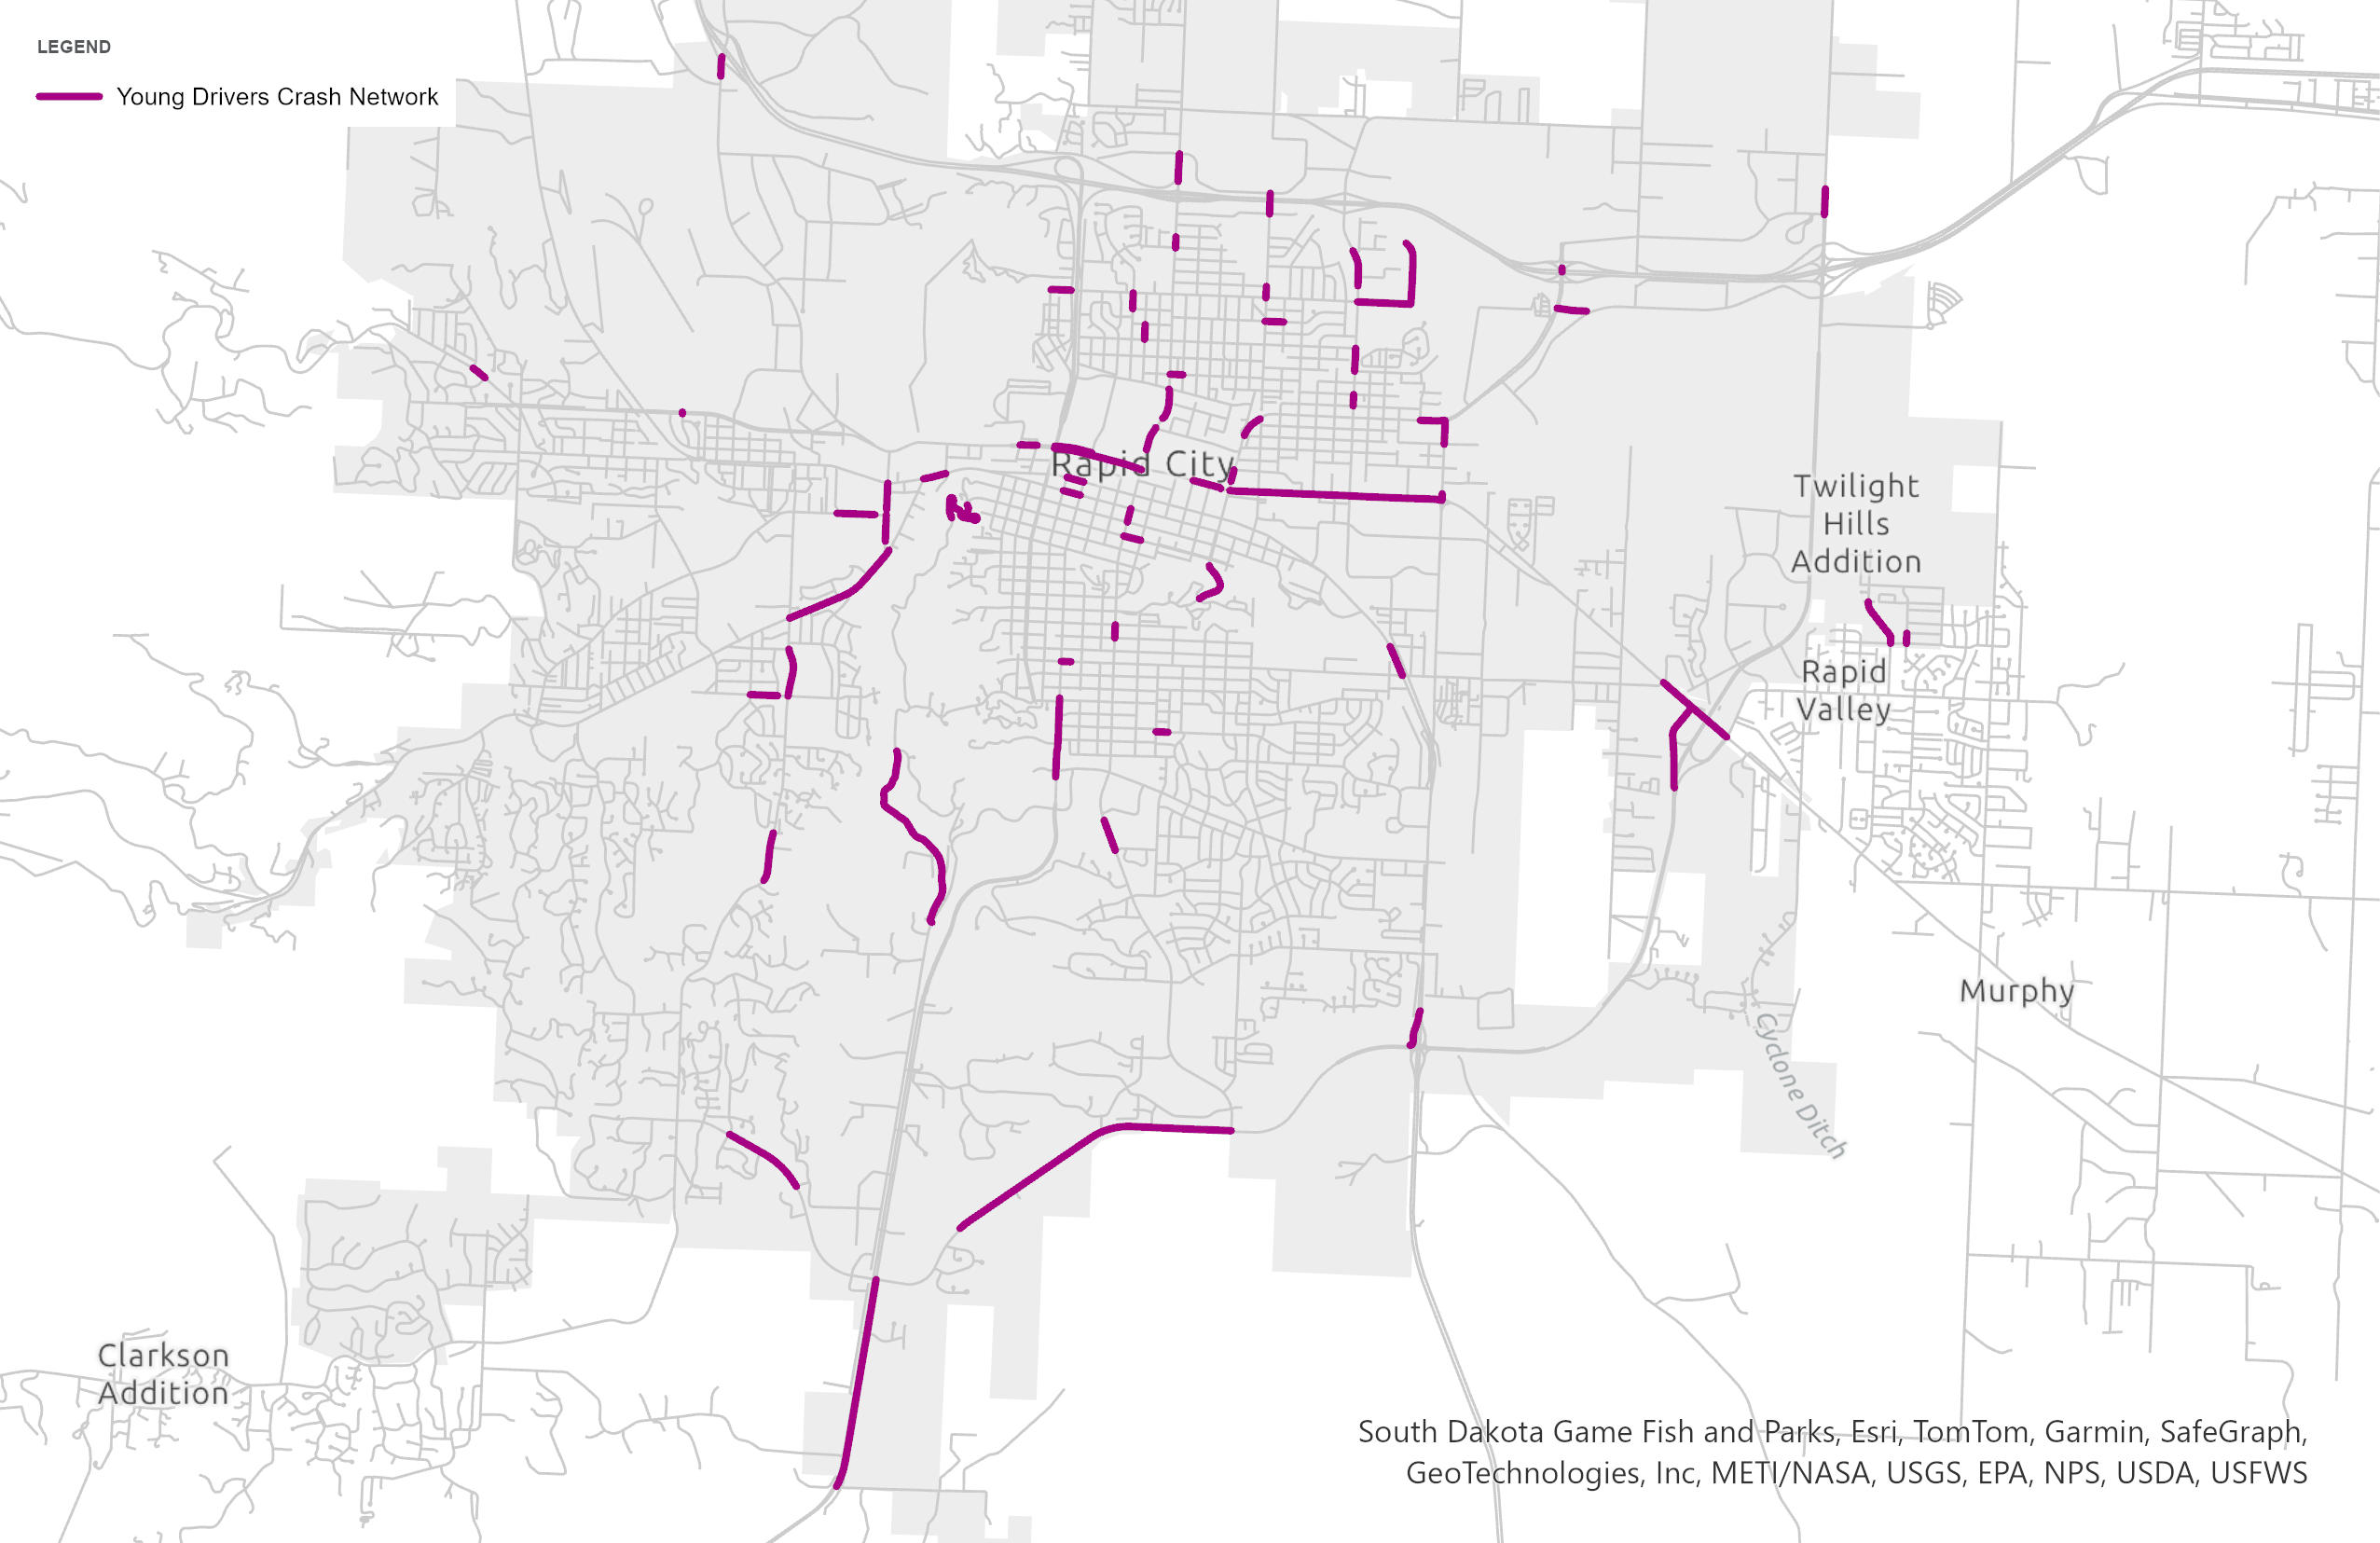 LEGEND
Young Drivers Crash Network
Rapid City
Twilight
Hills
Addition
Rapid
Valley
Murphy
Cyclone Ditch
Clarkson
Addition
South Dakota Game Fish and Parks, Esri, TomTom, Garmin, SafeGraph,
GeoTechnologies, Inc, METI/NASA, USGS, EPA, NPS, USDA, USFWS